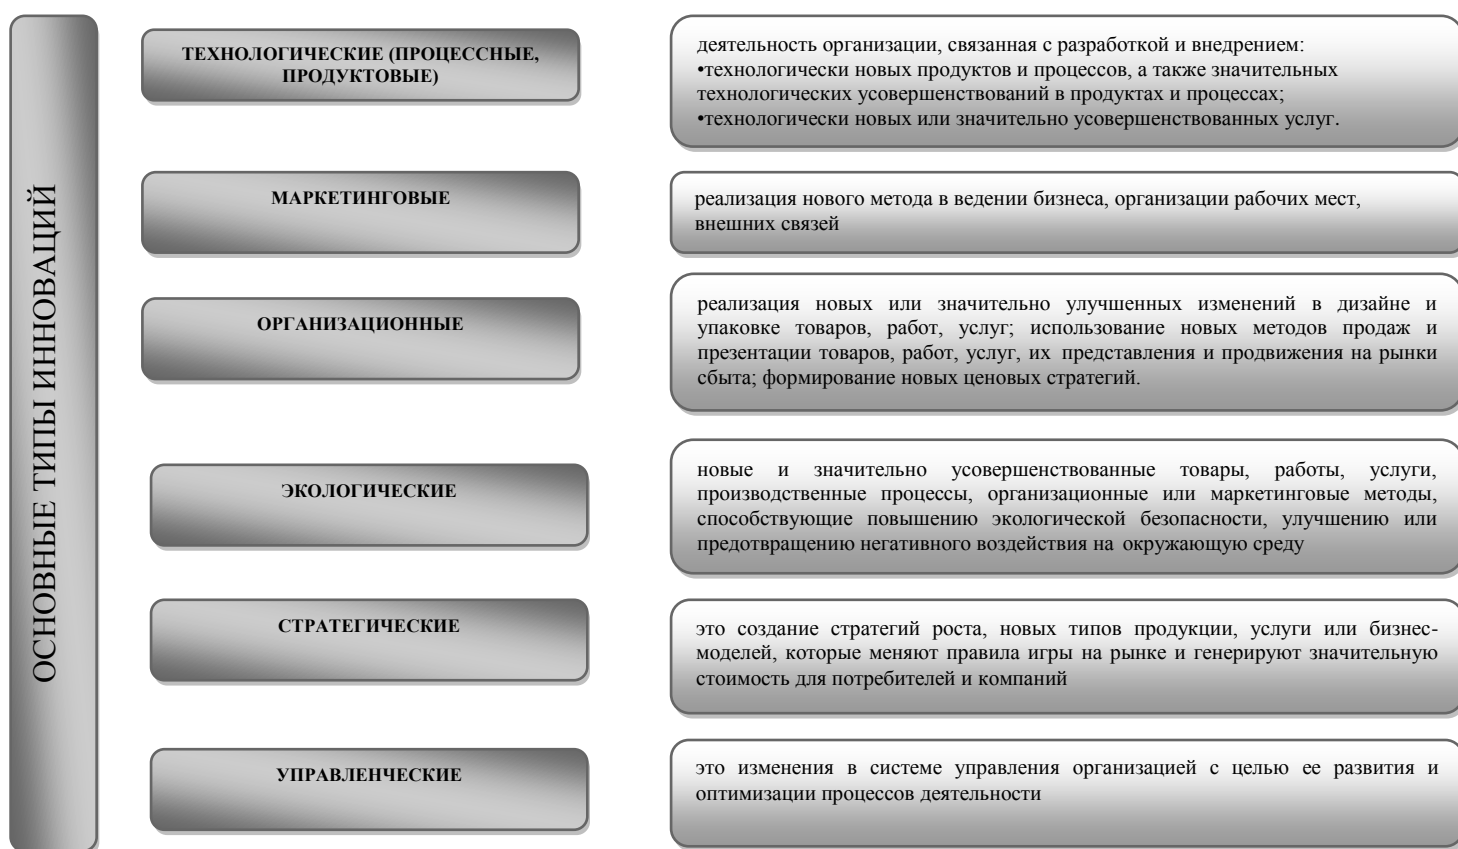 ОСНОВНЫЕ ТИПЫ ИННОВАЦИЙ
ТЕХНОЛОГИЧЕСКИЕ (ПРОЦЕССНЫЕ,
ПРОДУКТОВЫЕ)
деятельность организации, связанная с разработкой и внедрением:
•технологически новых продуктов и процессов, а также значительных
технологических усовершенствований в продуктах и процессах;
•технологически новых или значительно усовершенствованных услуг.
МАРКЕТИНГОВЫЕ
реализация нового метода в ведении бизнеса, организации рабочих мест,
внешних связей
ОРГАНИЗАЦИОННЫЕ
реализация новых или значительно улучшенных изменений в дизайне и
упаковке товаров, работ, услуг; использование новых методов продаж и
презентации товаров, работ, услуг, их представления и продвижения на рынки
сбыта; формирование новых ценовых стратегий.
ЭКОЛОГИЧЕСКИЕ
новые и значительно усовершенствованные товары, работы, услуги,
производственные процессы, организационные или маркетинговые методы,
способствующие повышению экологической безопасности, улучшению или
предотвращению негативного воздействия на окружающую среду
СТРАТЕГИЧЕСКИЕ
это создание стратегий роста, новых типов продукции, услуги или бизнес-
моделей, которые меняют правила игры на рынке и генерируют значительную
стоимость для потребителей и компаний
УПРАВЛЕНЧЕСКИЕ
это изменения в системе управления организацией с целью ее развития и
оптимизации процессов деятельности